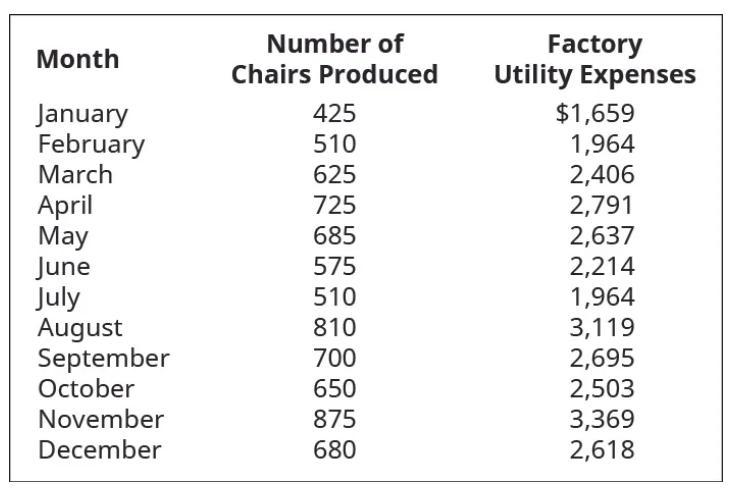 Month Number of Chairs Produced Factory Utility Expenses
January 425 $1,659
February 510 1,964
March 625 2,406
April 725 2,791
May 685 2,637
June 575 2,214
July 510 1,964
August 810 3,119
September 700 2,695
October 650 2,503
November 875 3,369
December 680 2,618